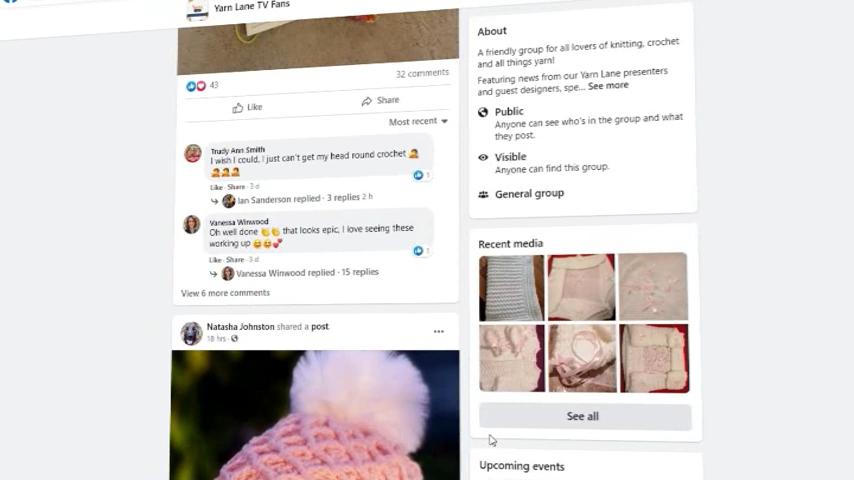 Yarn Lane TV Fans
43
32 comments
Like
Share
Most recent
Trudy Ann Smith
I wish I could, I just can't get my head round crochet
1
Like · Share · 3 d
Ian Sanderson replied · 3 replies 2 h
Vanessa Winwood
Oh well done that looks epic, I love seeing these
working up
1
Like · Share · 3 d
Vanessa Winwood replied · 15 replies
View 6 more comments
Natasha Johnston shared a post
18 hrs ·
About
A friendly group for all lovers of knitting, crochet
and all things yarn!
Featuring news from our Yarn Lane presenters
and guest designers, spe... See more
Public
Anyone can see who's in the group and what
they post.
Visible
Anyone can find this group.
General group
Recent media
See all
Upcoming events